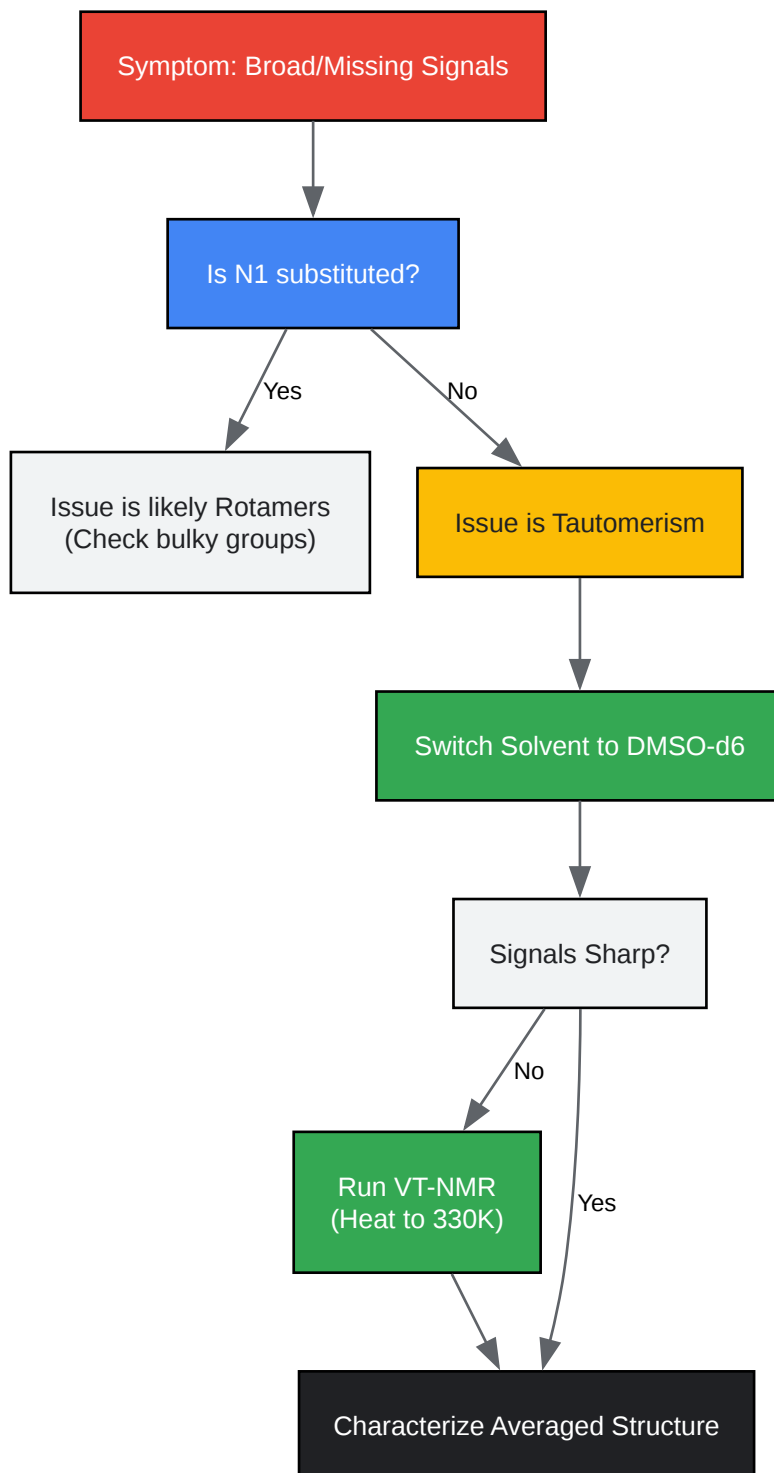 Symptom: Broad/Missing Signals
Is N1 substituted?
Yes
No
Issue is likely Rotamers
(Check bulky groups)
Issue is Tautomerism
Switch Solvent to DMSO-d6
Signals Sharp?
No
Run VT-NMR
(Heat to 330K)
Yes
Characterize Averaged Structure